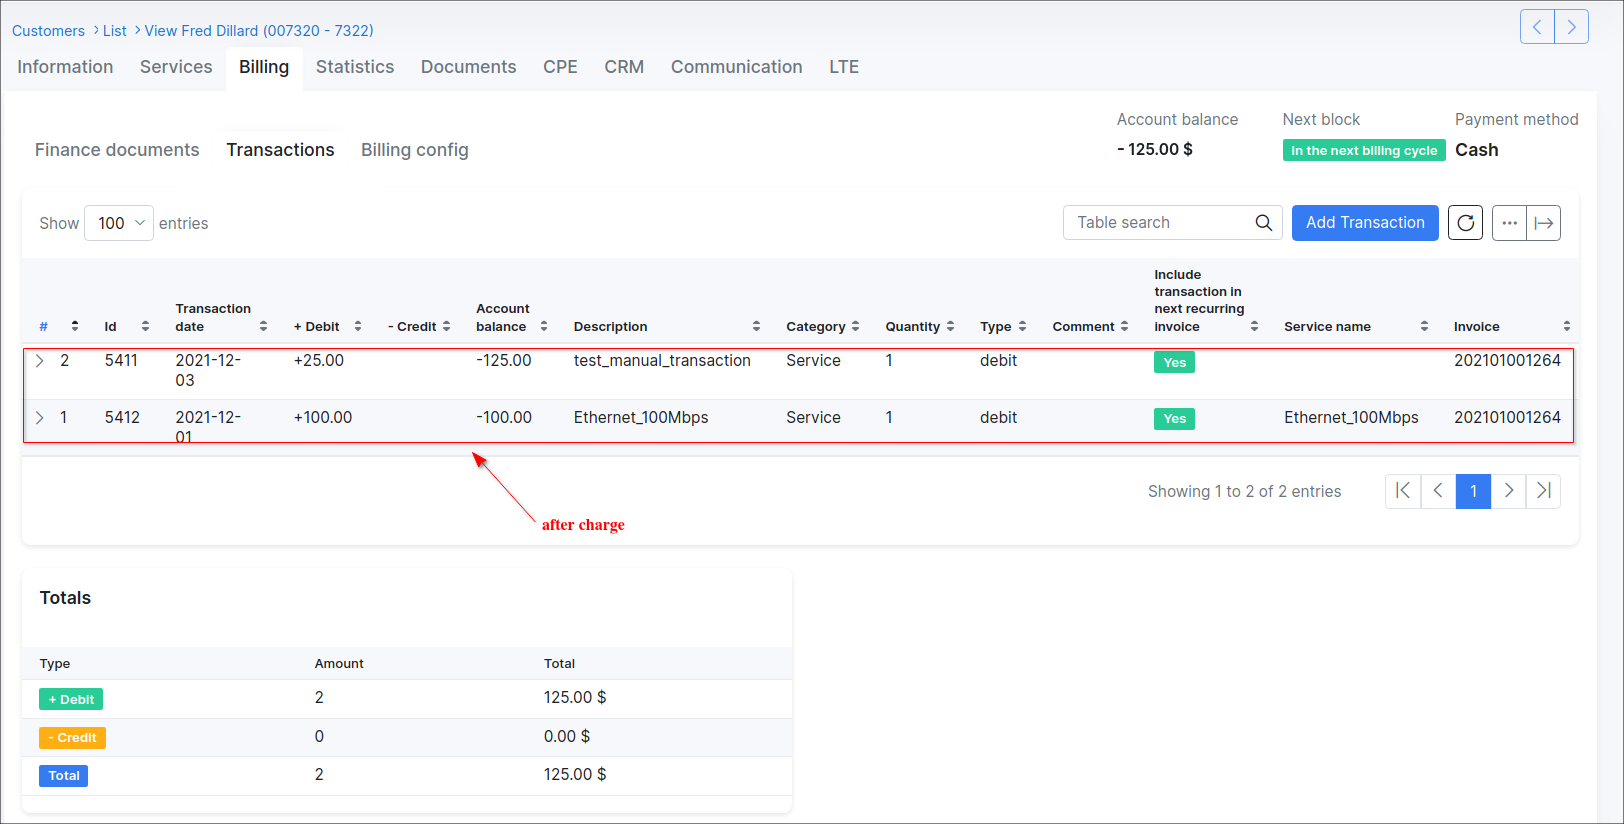 Customers > List > View Fred Dillard (007320 - 7322)
Information Services Billing Statistics Documents CPE CRM Communication LTE
Account balance Next block Payment method
Finance documents Transactions Billing config - 125.00 $ In the next billing cycle Cash
Show 100 entries Table search Add Transaction ...
# Id Transaction date + Debit - Credit Account balance Description Category Quantity Type Comment Include transaction in next recurring invoice Service name Invoice
2 5411 2021-12-03 +25.00 -125.00 test_manual_transaction Service 1 debit Yes 202101001264
1 5412 2021-12-01 +100.00 -100.00 Ethernet_100Mbps Service 1 debit Yes Ethernet_100Mbps 202101001264
Showing 1 to 2 of 2 entries 1
after charge
Totals
Type Amount Total
+ Debit 2 125.00 $
- Credit 0 0.00 $
Total 2 125.00 $